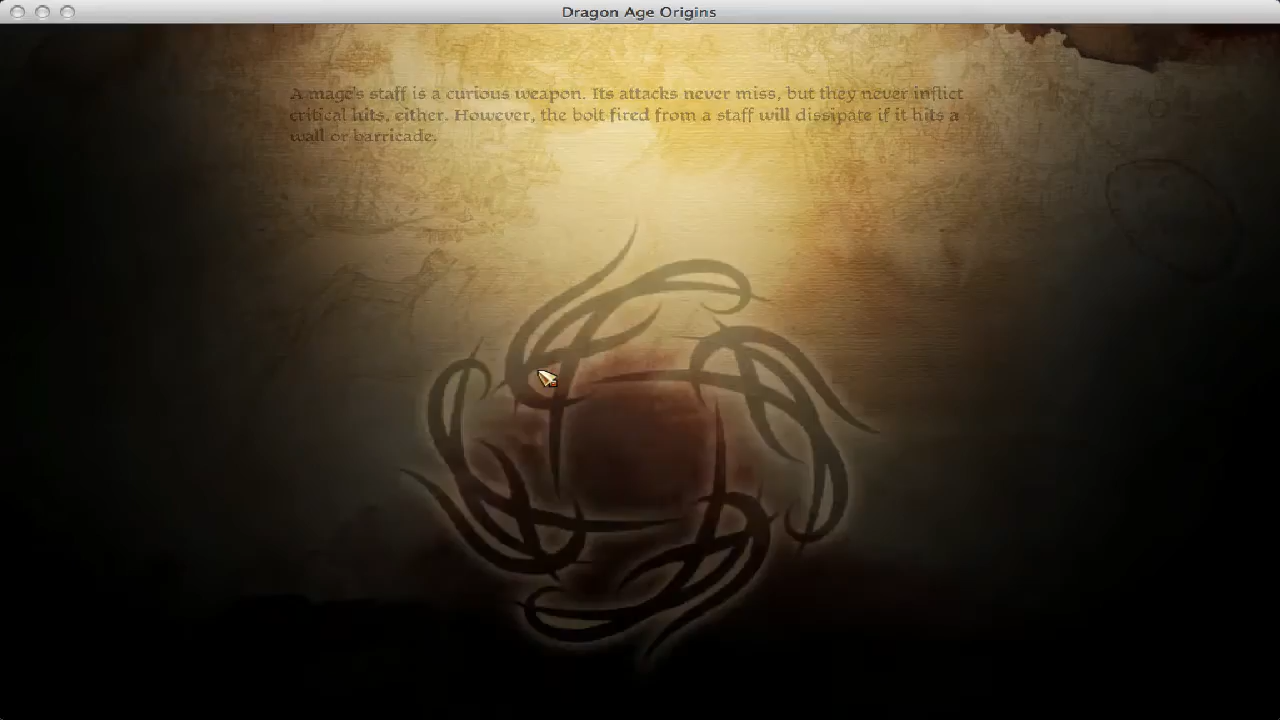 Dragon Age Origins
A mage's staff is a curious weapon. Its attacks never miss, but they never inflict
critical hits, either. However, the bolt fired from a staff will dissipate if it hits a
wall or barricade.